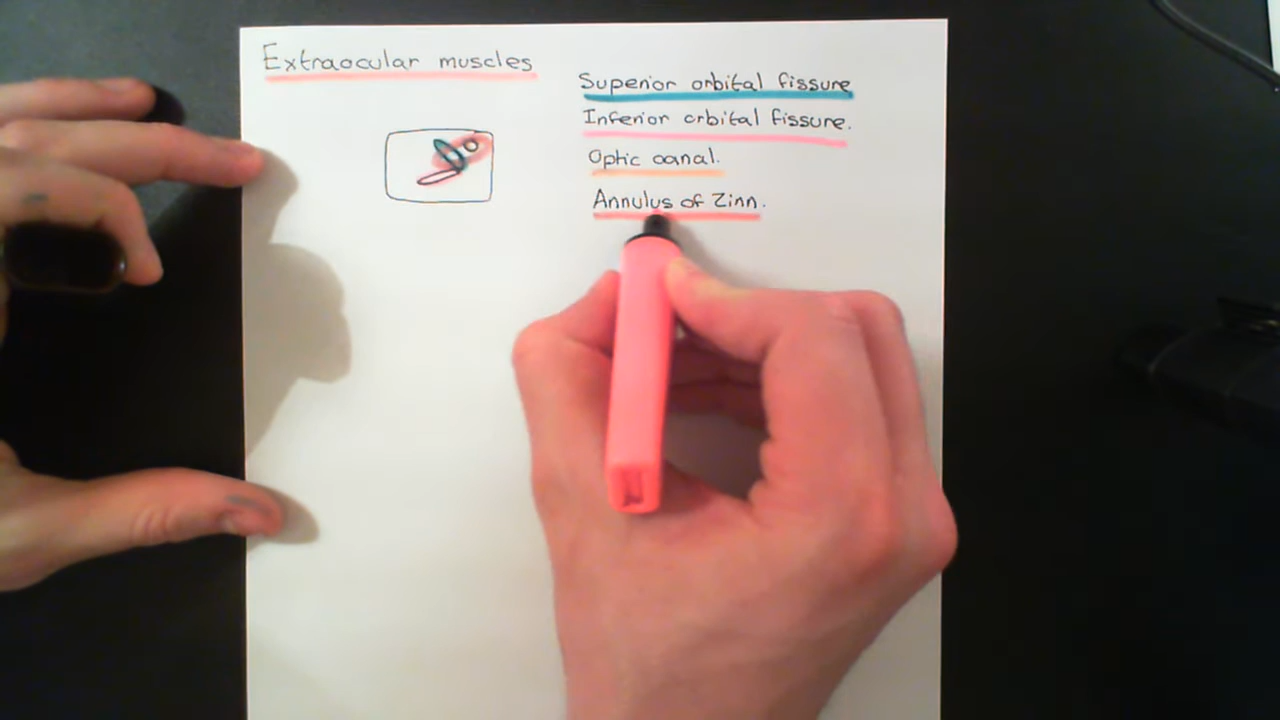 Extraocular muscles
Superior orbital fissure
Inferior orbital fissure.
Optic canal.
Annulus of Zinn.